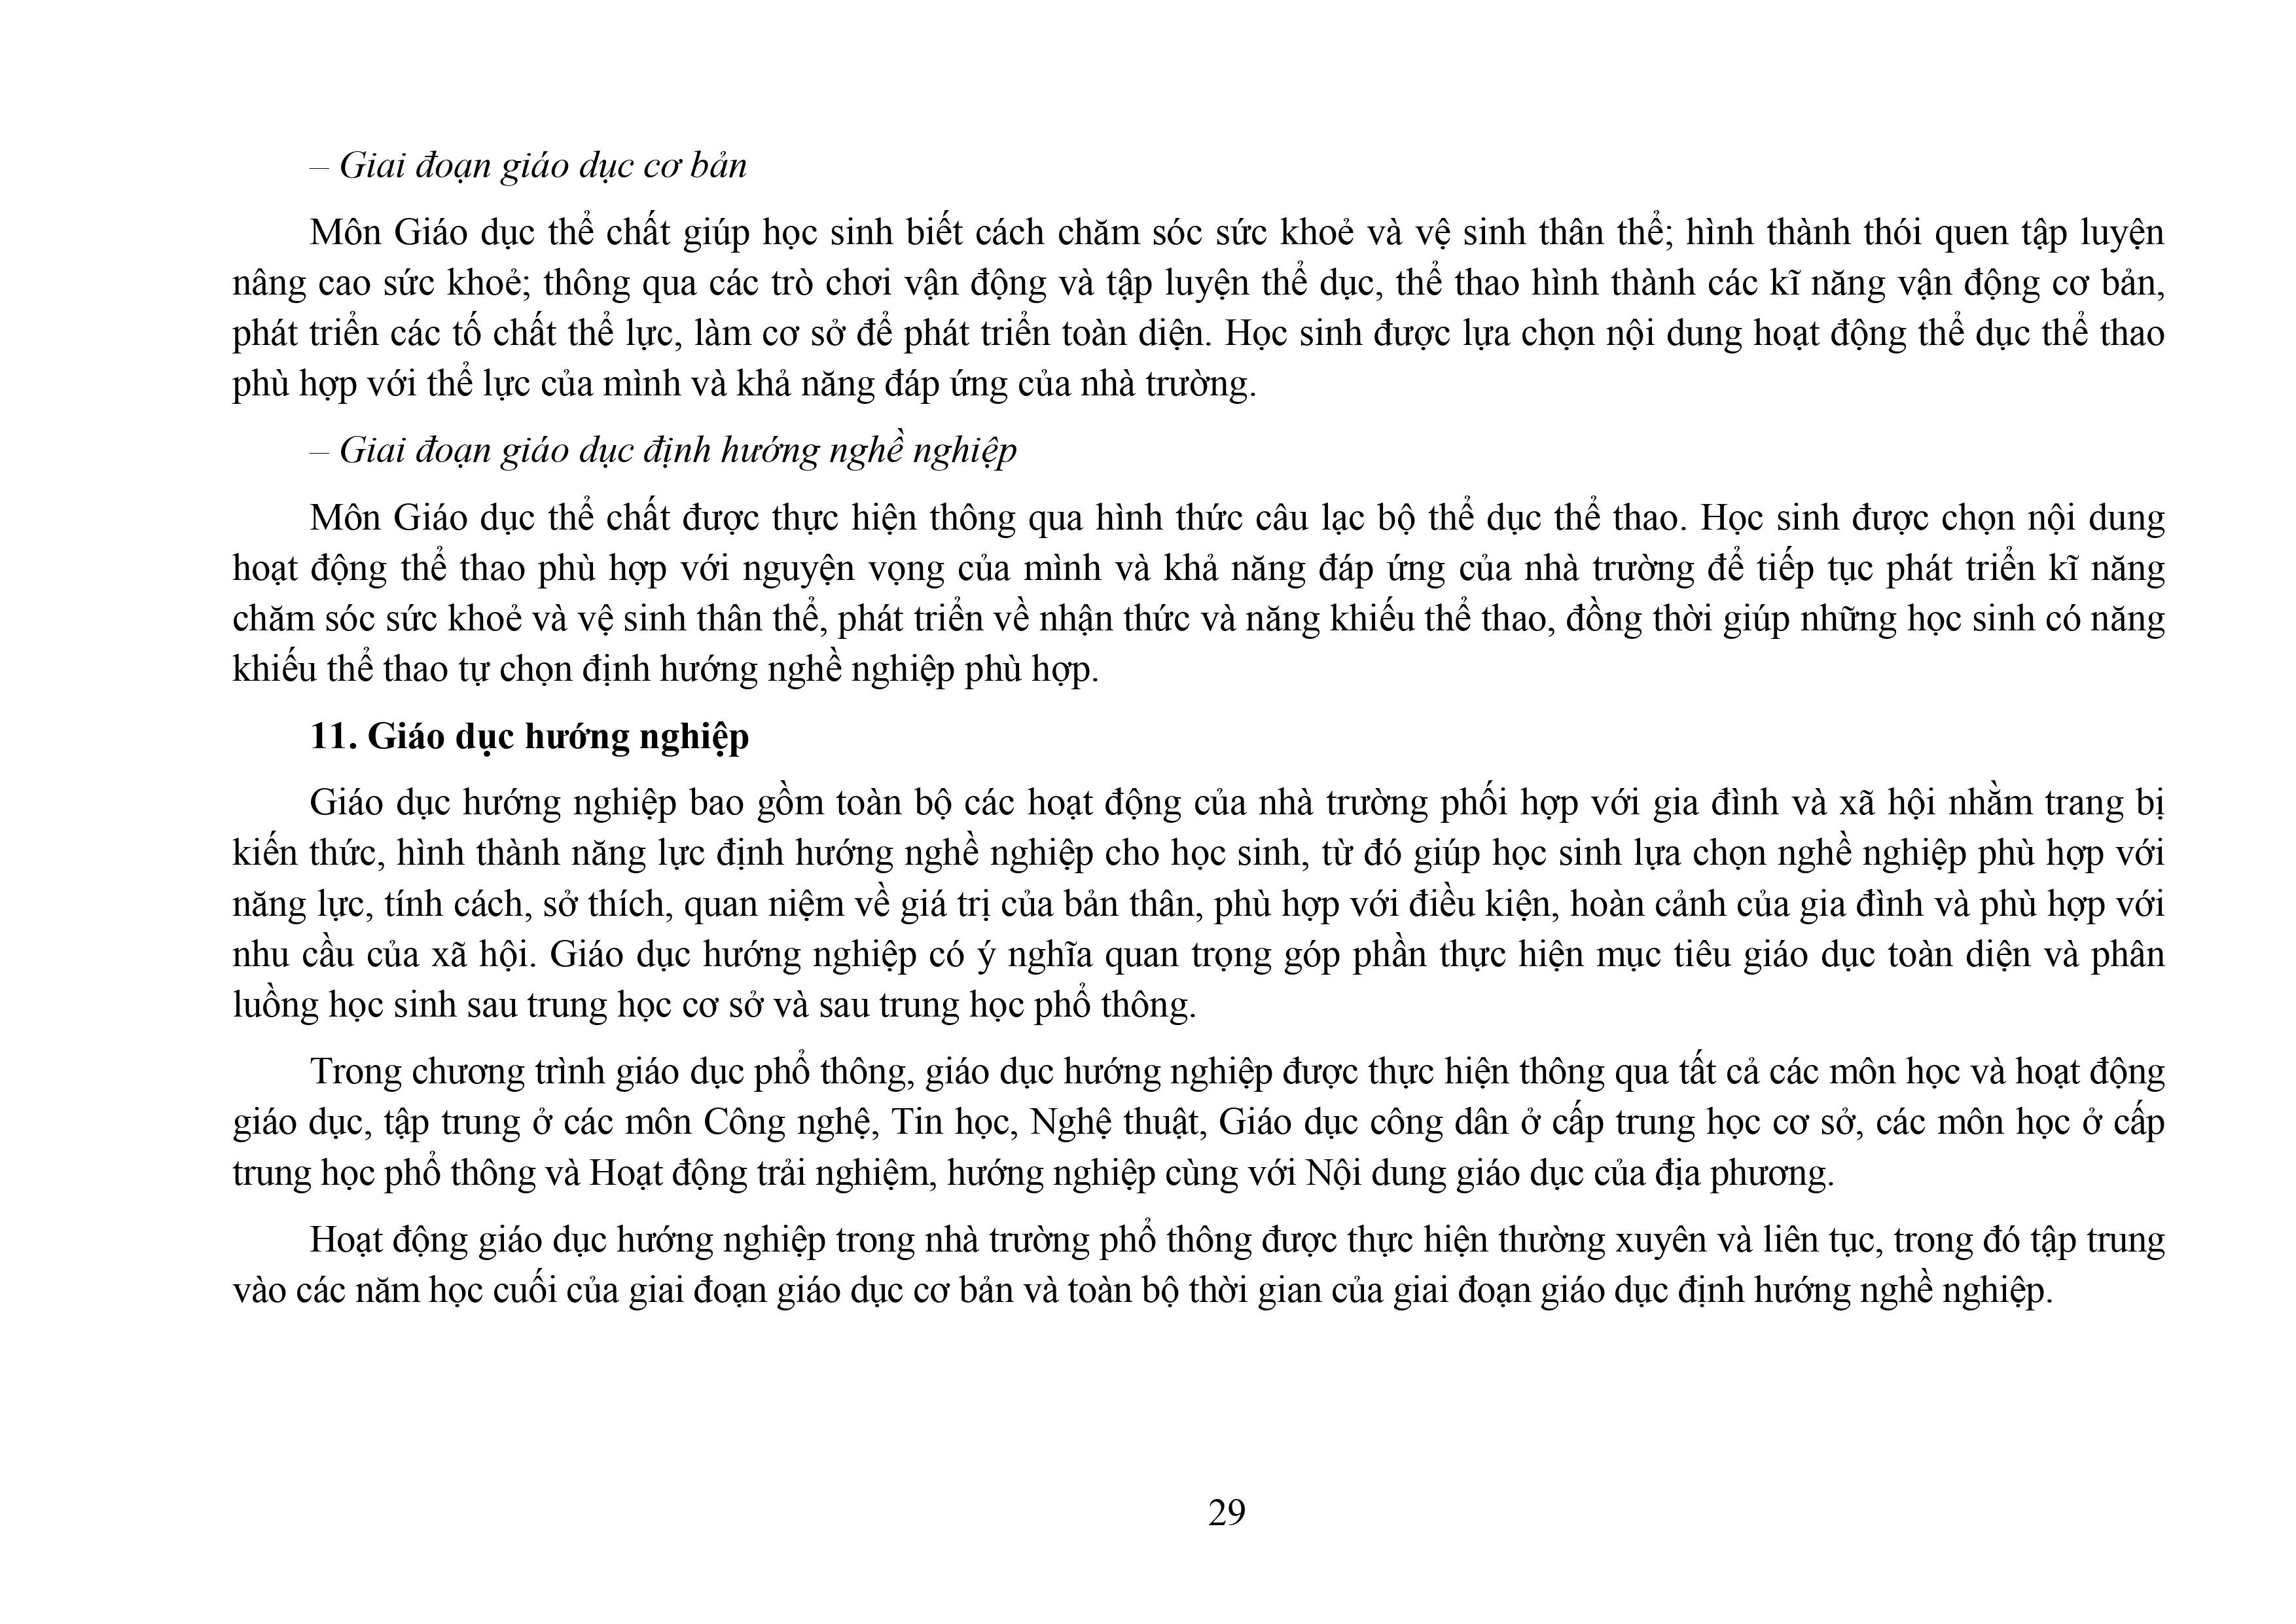 – Giai đoạn giáo dục cơ bản
Môn Giáo dục thể chất giúp học sinh biết cách chăm sóc sức khoẻ và vệ sinh thân thể; hình thành thói quen tập luyện
nâng cao sức khoẻ; thông qua các trò chơi vận động và tập luyện thể dục, thể thao hình thành các kĩ năng vận động cơ bản,
phát triển các tố chất thể lực, làm cơ sở để phát triển toàn diện. Học sinh được lựa chọn nội dung hoạt động thể dục thể thao
phù hợp với thể lực của mình và khả năng đáp ứng của nhà trường.
– Giai đoạn giáo dục định hướng nghề nghiệp
Môn Giáo dục thể chất được thực hiện thông qua hình thức câu lạc bộ thể dục thể thao. Học sinh được chọn nội dung
hoạt động thể thao phù hợp với nguyện vọng của mình và khả năng đáp ứng của nhà trường để tiếp tục phát triển kĩ năng
chăm sóc sức khoẻ và vệ sinh thân thể, phát triển về nhận thức và năng khiếu thể thao, đồng thời giúp những học sinh có năng
khiếu thể thao tự chọn định hướng nghề nghiệp phù hợp.
11. Giáo dục hướng nghiệp
Giáo dục hướng nghiệp bao gồm toàn bộ các hoạt động của nhà trường phối hợp với gia đình và xã hội nhằm trang bị
kiến thức, hình thành năng lực định hướng nghề nghiệp cho học sinh, từ đó giúp học sinh lựa chọn nghề nghiệp phù hợp với
năng lực, tính cách, sở thích, quan niệm về giá trị của bản thân, phù hợp với điều kiện, hoàn cảnh của gia đình và phù hợp với
nhu cầu của xã hội. Giáo dục hướng nghiệp có ý nghĩa quan trọng góp phần thực hiện mục tiêu giáo dục toàn diện và phân
luồng học sinh sau trung học cơ sở và sau trung học phổ thông.
Trong chương trình giáo dục phổ thông, giáo dục hướng nghiệp được thực hiện thông qua tất cả các môn học và hoạt động
giáo dục, tập trung ở các môn Công nghệ, Tin học, Nghệ thuật, Giáo dục công dân ở cấp trung học cơ sở, các môn học ở cấp
trung học phổ thông và Hoạt động trải nghiệm, hướng nghiệp cùng với Nội dung giáo dục của địa phương.
Hoạt động giáo dục hướng nghiệp trong nhà trường phổ thông được thực hiện thường xuyên và liên tục, trong đó tập trung
vào các năm học cuối của giai đoạn giáo dục cơ bản và toàn bộ thời gian của giai đoạn giáo dục định hướng nghề nghiệp.
29